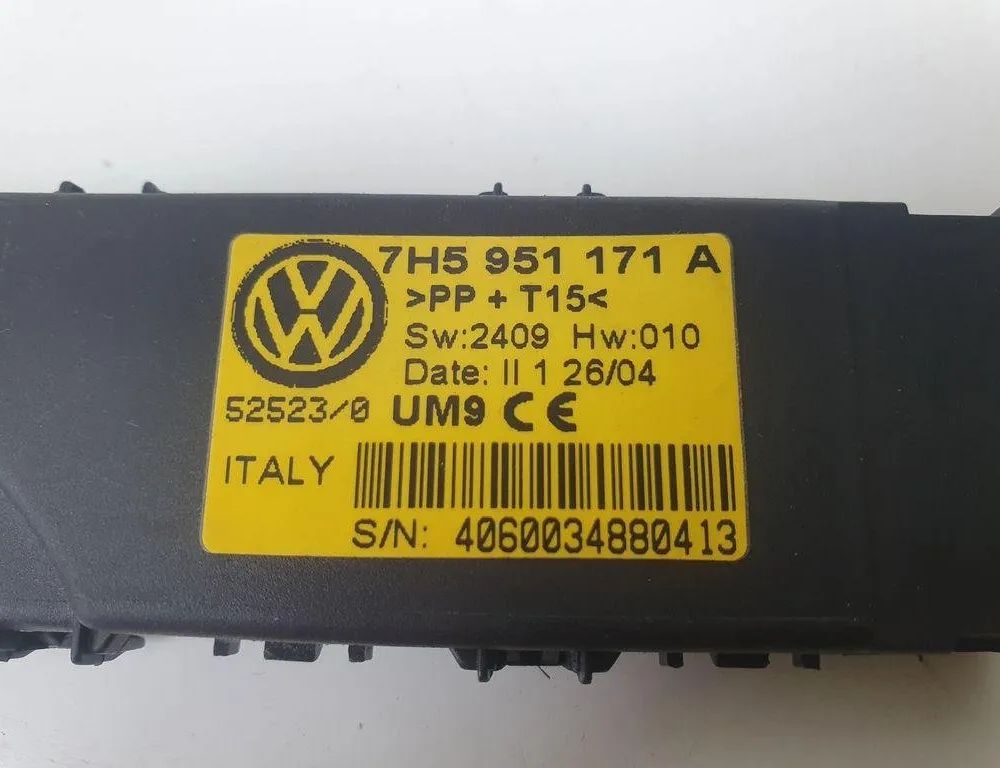 7H5 951 171 A
>PP + T15<
Sw:2409 Hw:010
Date: II 1 26/04
52523/0 UM9 CE
ITALY
S/N: 4060034880413